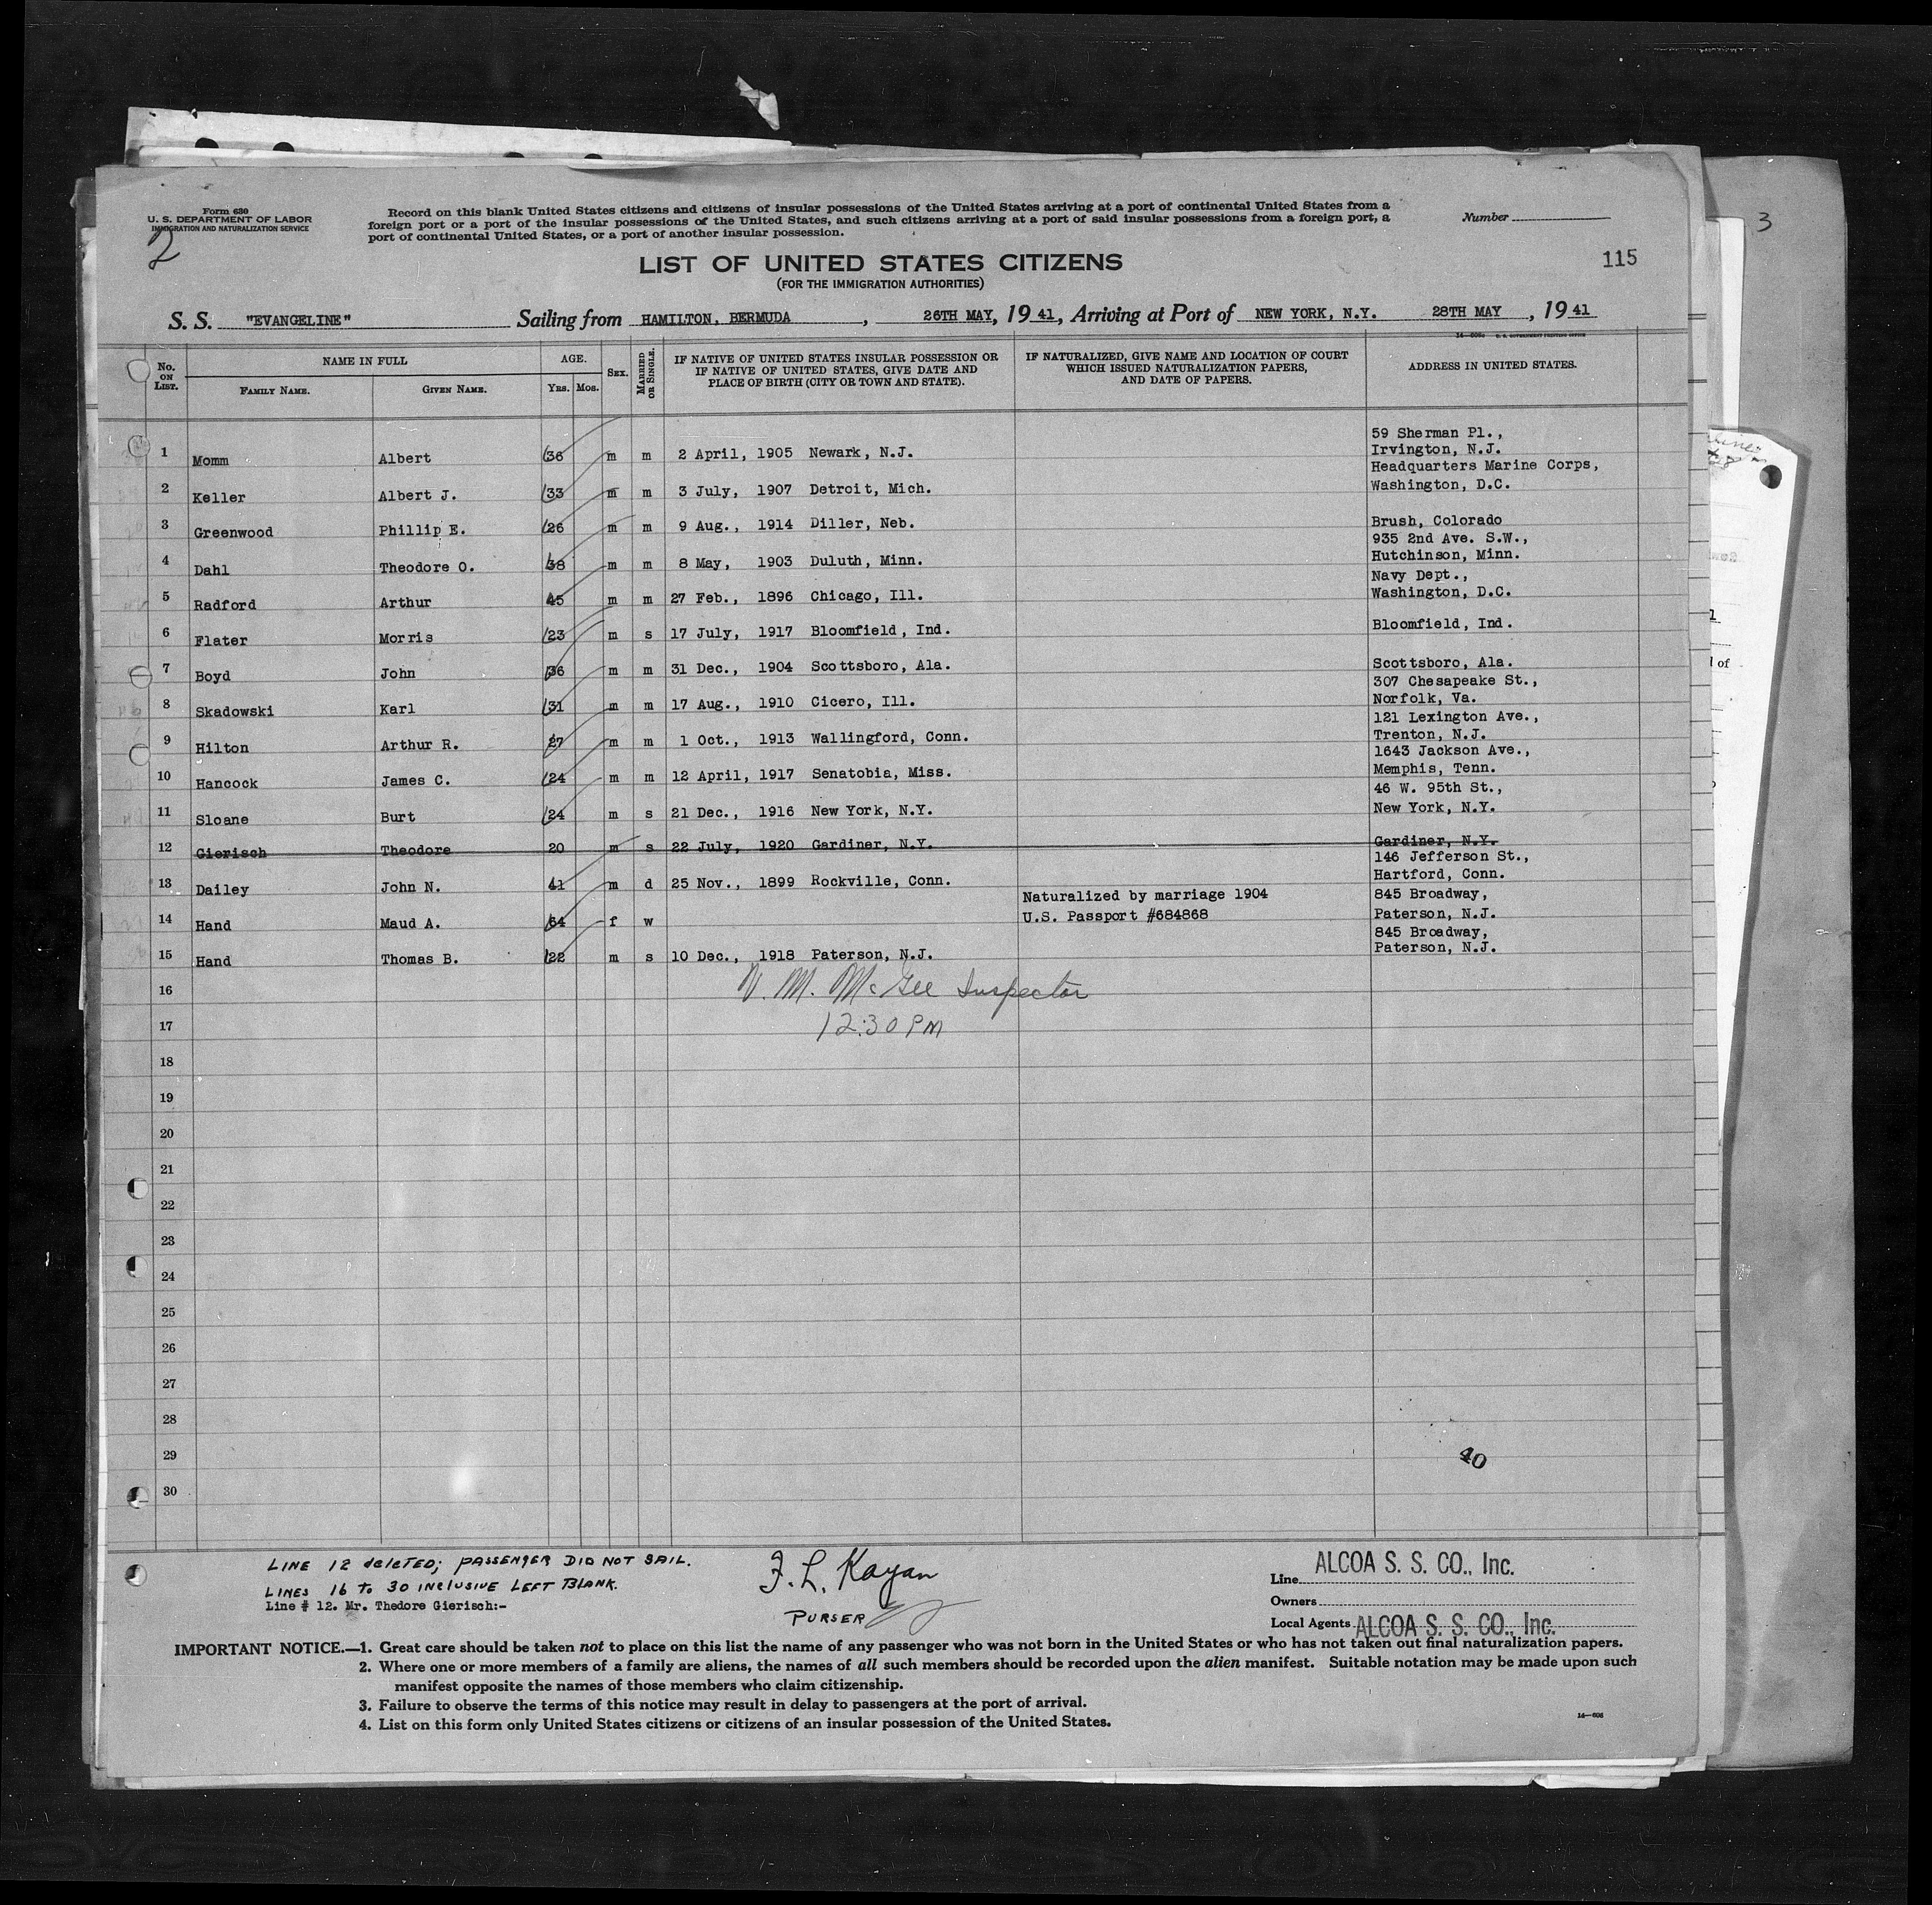 Form 630
U. S. DEPARTMENT OF LABOR
IMMIGRATION AND NATURALIZATION SERVICE
2
Record on this blank United States citizens and citizens of insular possessions of the United States arriving at a port of continental United States from a
foreign port or a port of the insular possessions of the United States, and such citizens arriving at a port of said insular possessions from a foreign port, a
port of continental United States, or a port of another insular possession.
Number
3
115
LIST OF UNITED STATES CITIZENS
(FOR THE IMMIGRATION AUTHORITIES)
S. S. "EVANGELINE" Sailing from HAMILTON, BERMUDA, 26TH MAY, 19 41, Arriving at Port of NEW YORK, N.Y. 28TH MAY, 19 41
No. ON LIST. NAME IN FULL AGE. SEX. MARRIED OR SINGLE. IF NATIVE OF UNITED STATES INSULAR POSSESSION OR IF NATIVE OF UNITED STATES, GIVE DATE AND PLACE OF BIRTH (CITY OR TOWN AND STATE). IF NATURALIZED, GIVE NAME AND LOCATION OF COURT WHICH ISSUED NATURALIZATION PAPERS, AND DATE OF PAPERS. ADDRESS IN UNITED STATES.
FAMILY NAME. GIVEN NAME. YRS. MOS.
1 Momm Albert 36 m m 2 April, 1905 Newark, N.J. 59 Sherman Pl., Irvington, N.J.
2 Keller Albert J. 33 m m 3 July, 1907 Detroit, Mich. Headquarters Marine Corps, Washington, D.C.
3 Greenwood Phillip E. 26 m m 9 Aug., 1914 Diller, Neb. Brush, Colorado
4 Dahl Theodore O. 38 m m 8 May, 1903 Duluth, Minn. 935 2nd Ave. S.W., Hutchinson, Minn.
5 Radford Arthur 45 m m 27 Feb., 1896 Chicago, Ill. Navy Dept., Washington, D.C.
6 Flater Morris 23 m s 17 July, 1917 Bloomfield, Ind. Bloomfield, Ind.
7 Boyd John 36 m m 31 Dec., 1904 Scottsboro, Ala. Scottsboro, Ala.
8 Skadowski Karl 31 m m 17 Aug., 1910 Cicero, Ill. 307 Chesapeake St., Norfolk, Va.
9 Hilton Arthur R. 27 m m 1 Oct., 1913 Wallingford, Conn. 121 Lexington Ave., Trenton, N.J.
10 Hancock James C. 24 m m 12 April, 1917 Senatobia, Miss. 1643 Jackson Ave., Memphis, Tenn.
11 Sloane Burt 24 m s 21 Dec., 1916 New York, N.Y. 46 W. 95th St., New York, N.Y.
12 Gierisch Theodore 20 m s 22 July, 1920 Gardiner, N.Y. Gardiner, N.Y.
13 Dailey John N. 41 m d 25 Nov., 1899 Rockville, Conn. 146 Jefferson St., Hartford, Conn.
14 Hand Maud A. 64 f w Naturalized by marriage 1904 U.S. Passport #684868 845 Broadway, Paterson, N.J.
15 Hand Thomas B. 22 m s 10 Dec., 1918 Paterson, N.J. 845 Broadway, Paterson, N.J.
16 McGee Inspector
17 12:30 PM
18
19
20
21
22
23
24
25
26
27
28
29 40
30
LINE 12 deleted; PASSENGER DID NOT SAIL.
LINES 16 to 30 INCLUSIVE LEFT BLANK.
Line # 12. Mr. Thedore Gierisch:-
F. L. Kayan
PURSER
Line ALCOA S. S. CO., Inc.
Owners
Local Agents ALCOA S. S. CO., Inc.
IMPORTANT NOTICE.—1. Great care should be taken not to place on this list the name of any passenger who was not born in the United States or who has not taken out final naturalization papers.
2. Where one or more members of a family are aliens, the names of all such members should be recorded upon the alien manifest. Suitable notation may be made upon such
manifest opposite the names of those members who claim citizenship.
3. Failure to observe the terms of this notice may result in delay to passengers at the port of arrival.
4. List on this form only United States citizens or citizens of an insular possession of the United States.